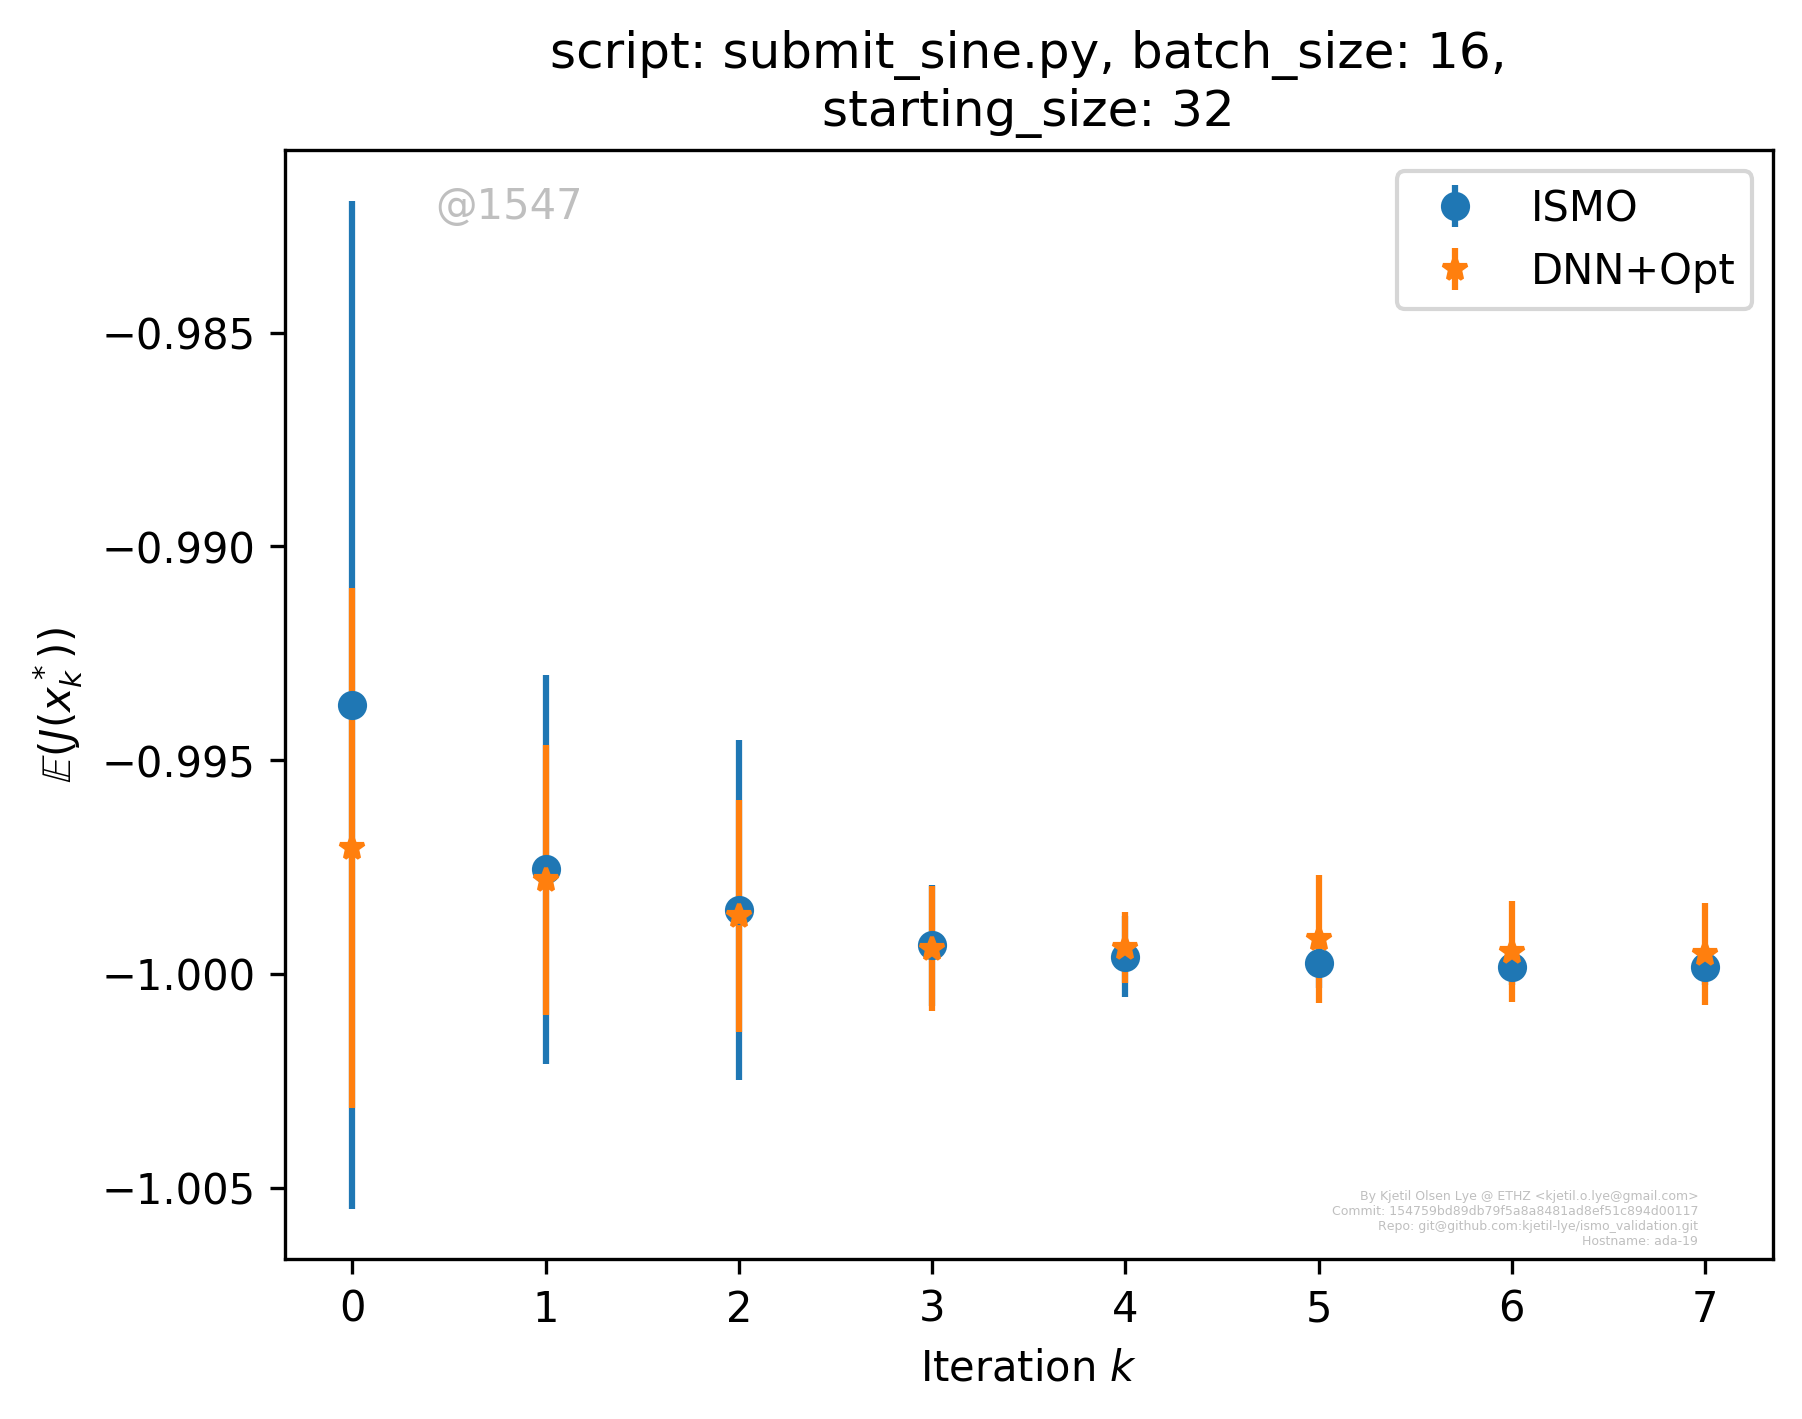 script: submit_sine.py, batch_size: 16,
starting_size: 32
@1547
ISMO
DNN+Opt
−0.985
−0.990
−0.995
−1.000
−1.005
𝔼(J(x*k))
By Kjetil Olsen Lye @ ETHZ <kjetil.o.lye@gmail.com>
Commit: 154759bd89db79f5a8a8481ad8ef51c894d00117
Repo: git@github.com:kjetil-lye/ismo_validation.git
Hostname: ada-19
0 1 2 3 4 5 6 7
Iteration k